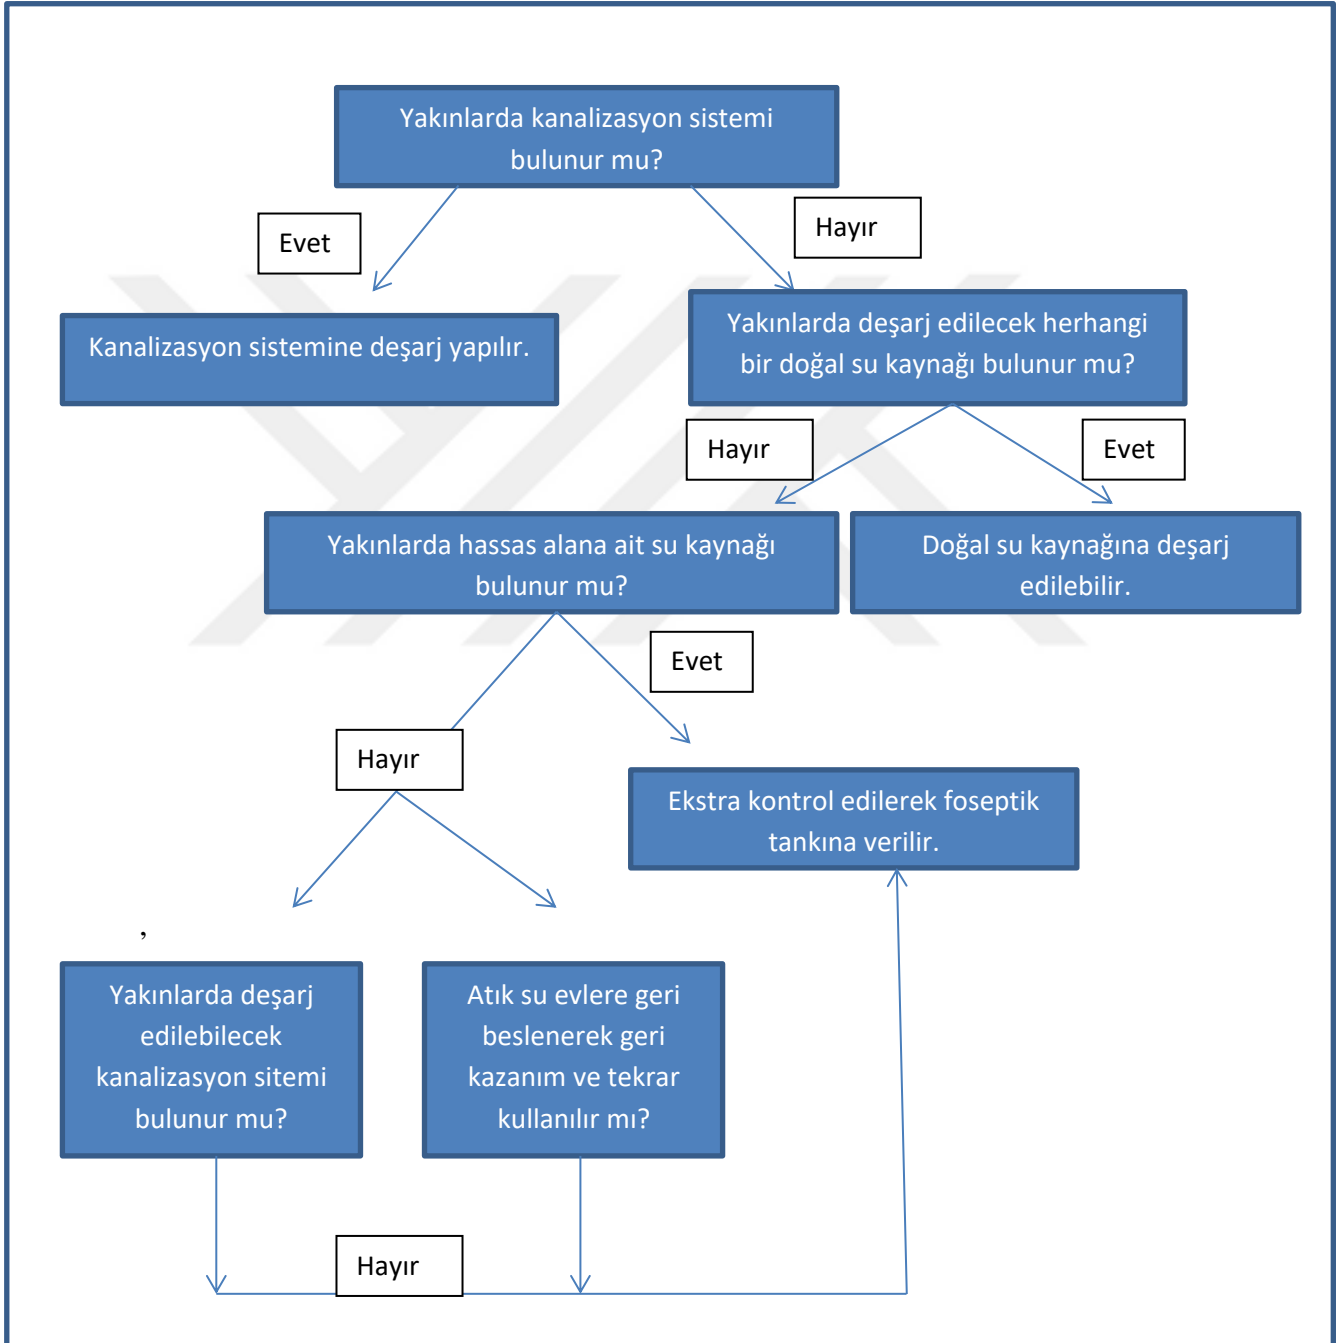 Yakınlarda kanalizasyon sistemi
bulunur mu?
Evet
Hayır
Kanalizasyon sistemine deşarj yapılır.
Yakınlarda deşarj edilecek herhangi
bir doğal su kaynağı bulunur mu?
Hayır
Evet
Yakınlarda hassas alana ait su kaynağı
bulunur mu?
Doğal su kaynağına deşarj
edilebilir.
Evet
Hayır
Ekstra kontrol edilerek foseptik
tankına verilir.
,
Yakınlarda deşarj
edilebilecek
kanalizasyon sitemi
bulunur mu?
Atık su evlere geri
beslenerek geri
kazanım ve tekrar
kullanılır mı?
Hayır